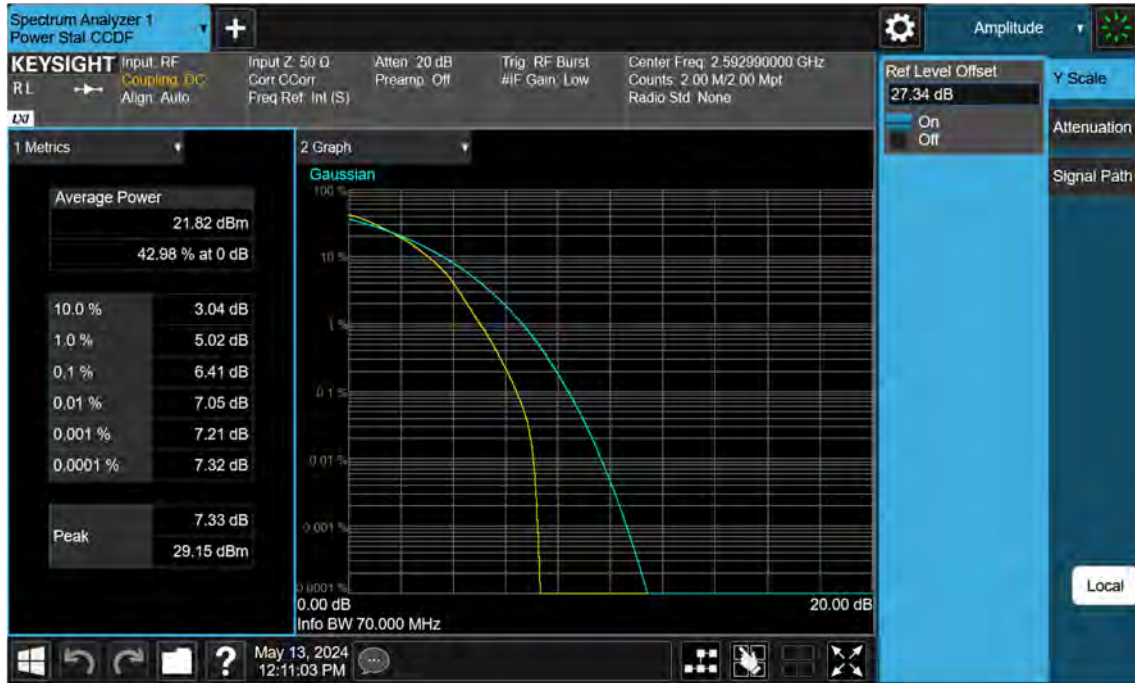 Spectrum Analyzer 1
Power Stat CCDF
+
Amplitude
KEYSIGHT
RL
LXI
Input: RF
Coupling: DC
Align: Auto
Input Z: 50 Ω
Corr CCorr
Freq Ref: Int (S)
Atten: 20 dB
Preamp: Off
Trig: RF Burst
#IF Gain: Low
Center Freq: 2.592990000 GHz
Counts: 2.00 M/2.00 Mpt
Radio Std: None
Ref Level Offset
27.34 dB
On
Off
Y Scale
Attenuation
Signal Path
Local
1 Metrics
Average Power
21.82 dBm
42.98 % at 0 dB
10.0 % 3.04 dB
1.0 % 5.02 dB
0.1 % 6.41 dB
0.01 % 7.05 dB
0.001 % 7.21 dB
0.0001 % 7.32 dB
Peak
7.33 dB
29.15 dBm
2 Graph
Gaussian
100 %
10 %
1 %
0.1 %
0.01 %
0.001 %
0.0001 %
0.00 dB 20.00 dB
Info BW 70.000 MHz
?
May 13, 2024
12:11:03 PM